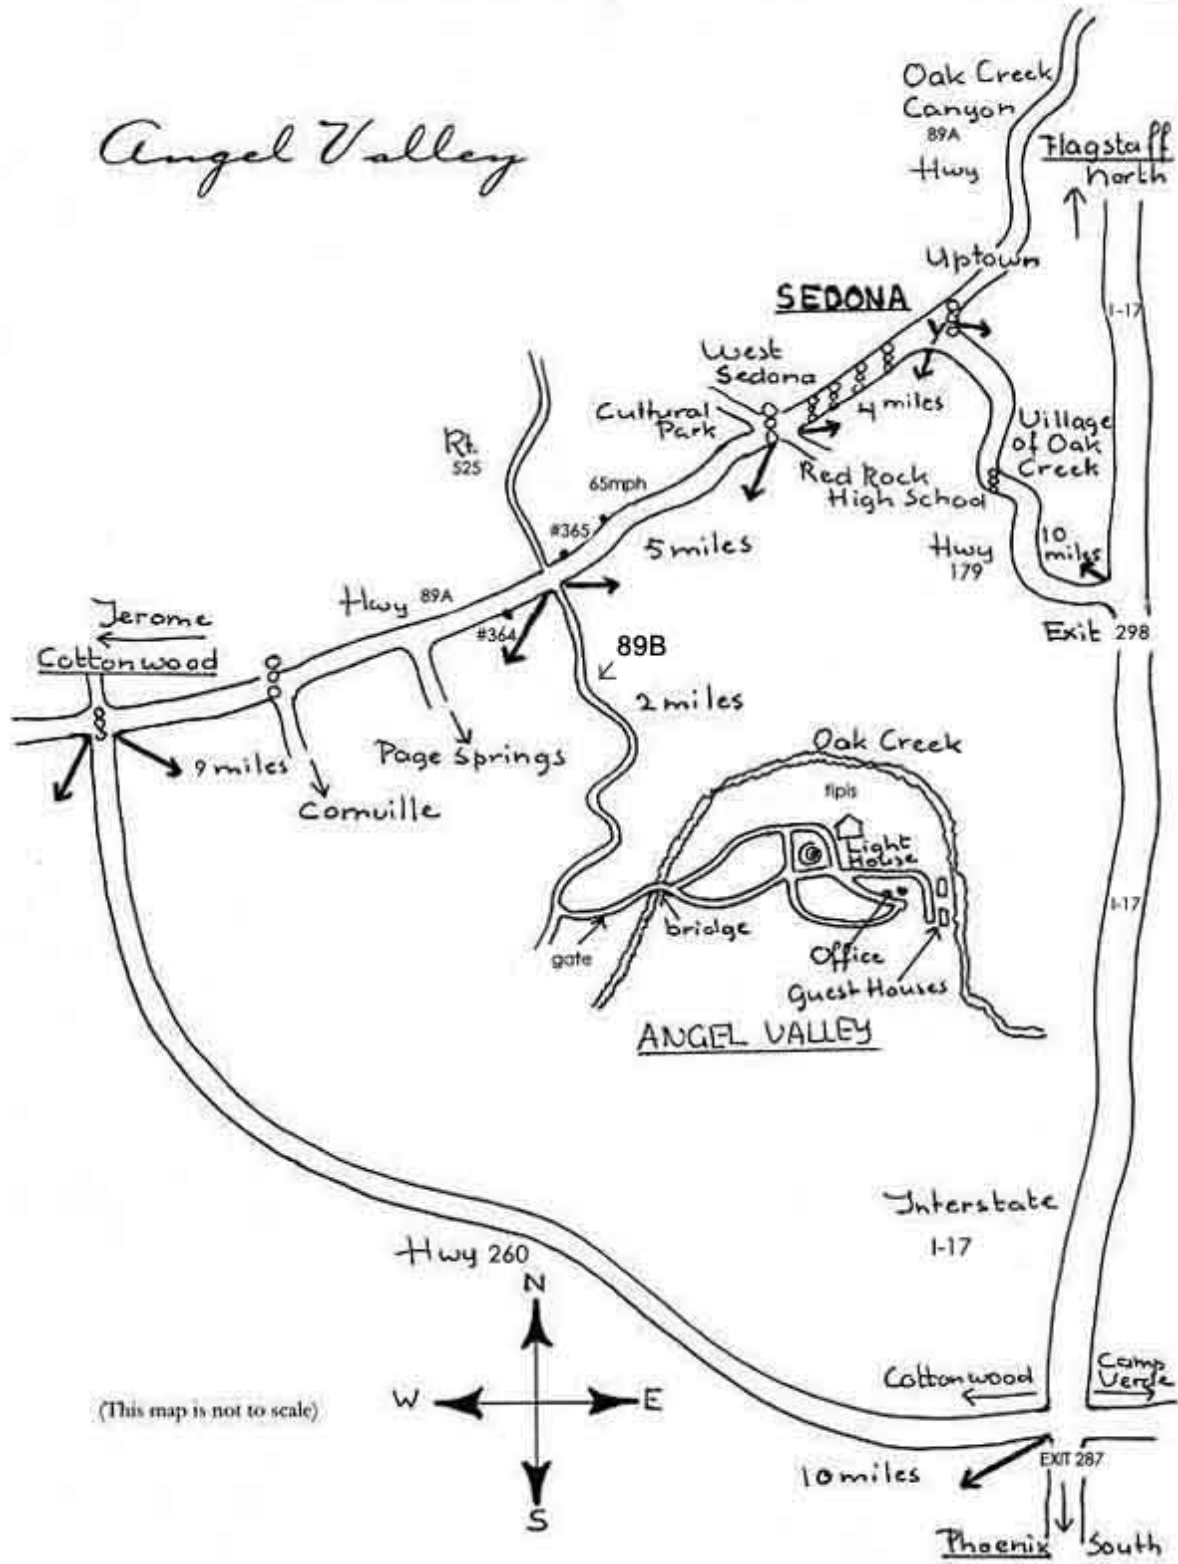 Angel Valley
Oak Creek
Canyon
89A
Hwy
Flagstaff
North
Uptown
SEDONA
I-17
Y
West
Sedona
4 miles
Cultural
Park
Village
of Oak
Creek
Rt.
525
Red Rock
High School
65mph
#365
5 miles
Hwy
179
10
miles
Hwy 89A
Jerome
Cottonwood
#364
89B
Exit 298
2 miles
9 miles
Page Springs
Cornville
Oak Creek
tipis
Light
House
I-17
bridge
gate
Office
Guest Houses
ANGEL VALLEY
Interstate
I-17
Hwy 260
N
W
E
S
(This map is not to scale)
Cottonwood
Camp
Verde
EXIT 287
10 miles
Phoenix
South